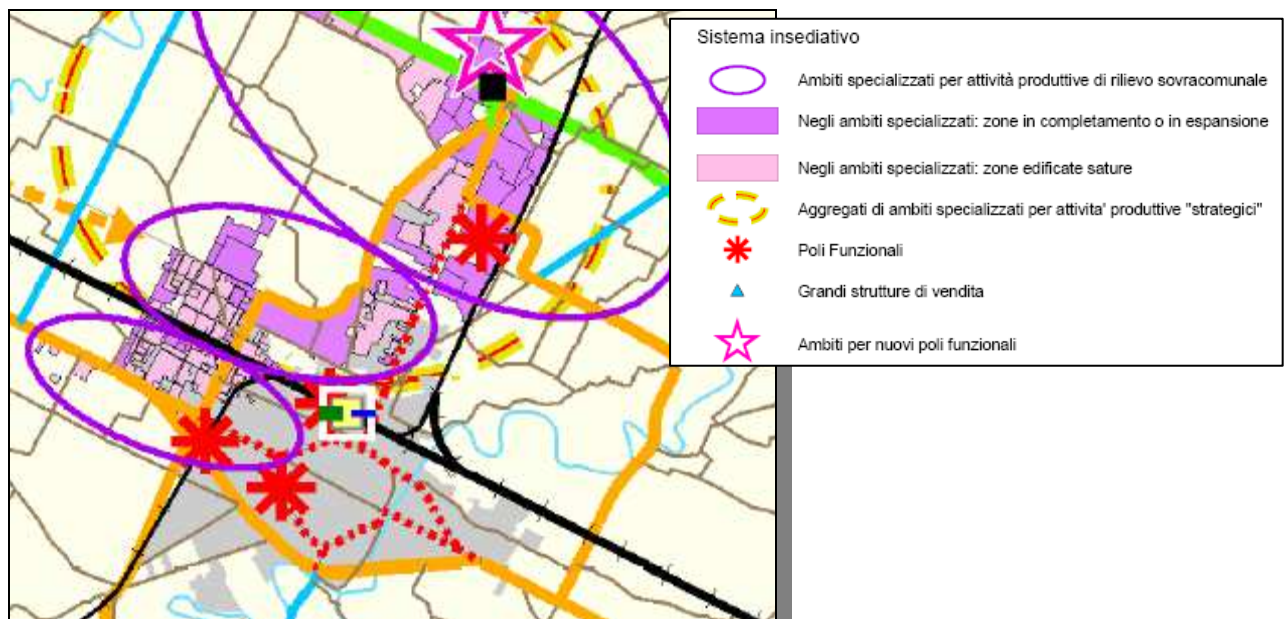 Sistema insediativo
Ambiti specializzati per attività produttive di rilievo sovracomunale
Negli ambiti specializzati: zone in completamento o in espansione
Negli ambiti specializzati: zone edificate sature
Aggregati di ambiti specializzati per attivita' produttive "strategici"
Poli Funzionali
Grandi strutture di vendita
Ambiti per nuovi poli funzionali